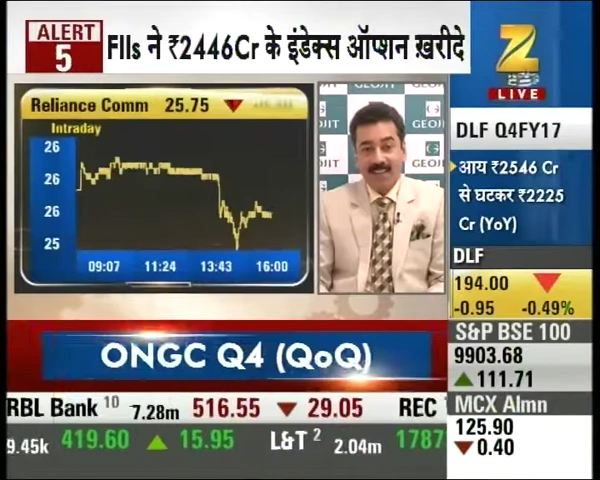 ALERT
5
FIIs ने ₹2446Cr के इंडेक्स ऑप्शन ख़रीदे
LIVE
Reliance Comm 25.75
Intraday
26
26
26
25
09:07 11:24 13:43 16:00
GEOJIT
GEOJIT
DLF Q4FY17
आय ₹2546 Cr
से घटकर ₹2225
Cr (YoY)
DLF
194.00
-0.95 -0.49%
S&P BSE 100
9903.68
111.71
MCX Almn
125.90
0.40
ONGC Q4 (QoQ)
RBL Bank 10 7.28m 516.55 29.05 REC
9.45k 419.60 15.95 L&T 2 2.04m 1787